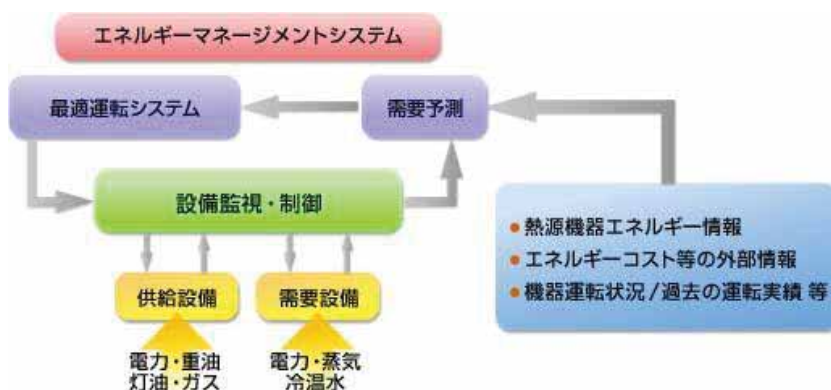 エネルギーマネージメントシステム
最適運転システム
需要予測
設備監視・制御
• 熱源機器エネルギー情報
• エネルギーコスト等の外部情報
• 機器運転状況/過去の運転実績 等
供給設備
需要設備
電力・重油
灯油・ガス
電力・蒸気
冷温水